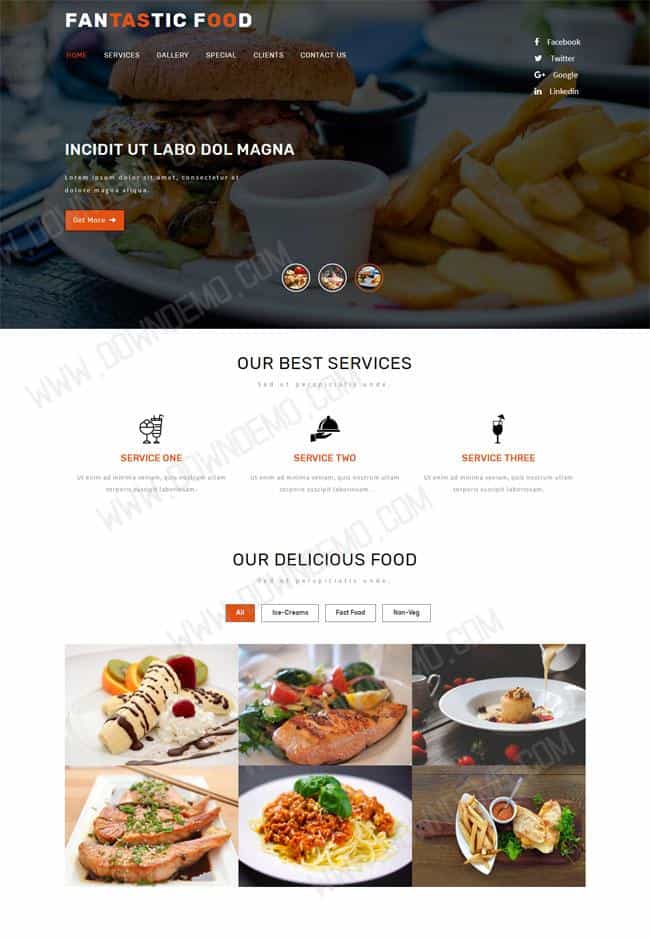 FANTASTIC FOOD
HOME SERVICES GALLERY SPECIAL CLIENTS CONTACT US
Facebook
Twitter
Google
Linkedin
INCIDIT UT LABO DOL MAGNA
Lorem ipsum dolor sit amet, consectetur et
dolore magna aliqua.
Get More
OUR BEST SERVICES
Sed ut perspiciatis unde.
SERVICE ONE
Ut enim ad minima veniam, quis nostrum ullam
corporis suscipit laboriosam.
SERVICE TWO
Ut enim ad minima veniam, quis nostrum ullam
corporis suscipit laboriosam.
SERVICE THREE
Ut enim ad minima veniam, quis nostrum ullam
corporis suscipit laboriosam.
OUR DELICIOUS FOOD
Sed ut perspiciatis unde.
All Ice-Creams Fast Food Non-Veg
WWW.DOWNDEMO.COM
WWW.DOWNDEMO.COM
WWW.DOWNDEMO.COM
WWW.DOWNDEMO.COM